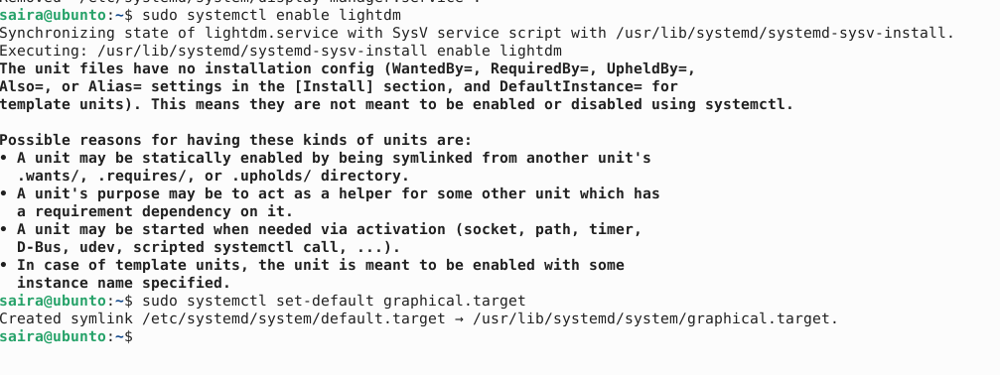 Removed "/etc/systemd/system/display-manager.service".
saira@ubunto:~$ sudo systemctl enable lightdm
Synchronizing state of lightdm.service with SysV service script with /usr/lib/systemd/systemd-sysv-install.
Executing: /usr/lib/systemd/systemd-sysv-install enable lightdm
The unit files have no installation config (WantedBy=, RequiredBy=, UpheldBy=,
Also=, or Alias= settings in the [Install] section, and DefaultInstance= for
template units). This means they are not meant to be enabled or disabled using systemctl.

Possible reasons for having these kinds of units are:
• A unit may be statically enabled by being symlinked from another unit's
  .wants/, .requires/, or .upholds/ directory.
• A unit's purpose may be to act as a helper for some other unit which has
  a requirement dependency on it.
• A unit may be started when needed via activation (socket, path, timer,
  D-Bus, udev, scripted systemctl call, ...).
• In case of template units, the unit is meant to be enabled with some
  instance name specified.
saira@ubunto:~$ sudo systemctl set-default graphical.target
Created symlink /etc/systemd/system/default.target → /usr/lib/systemd/system/graphical.target.
saira@ubunto:~$